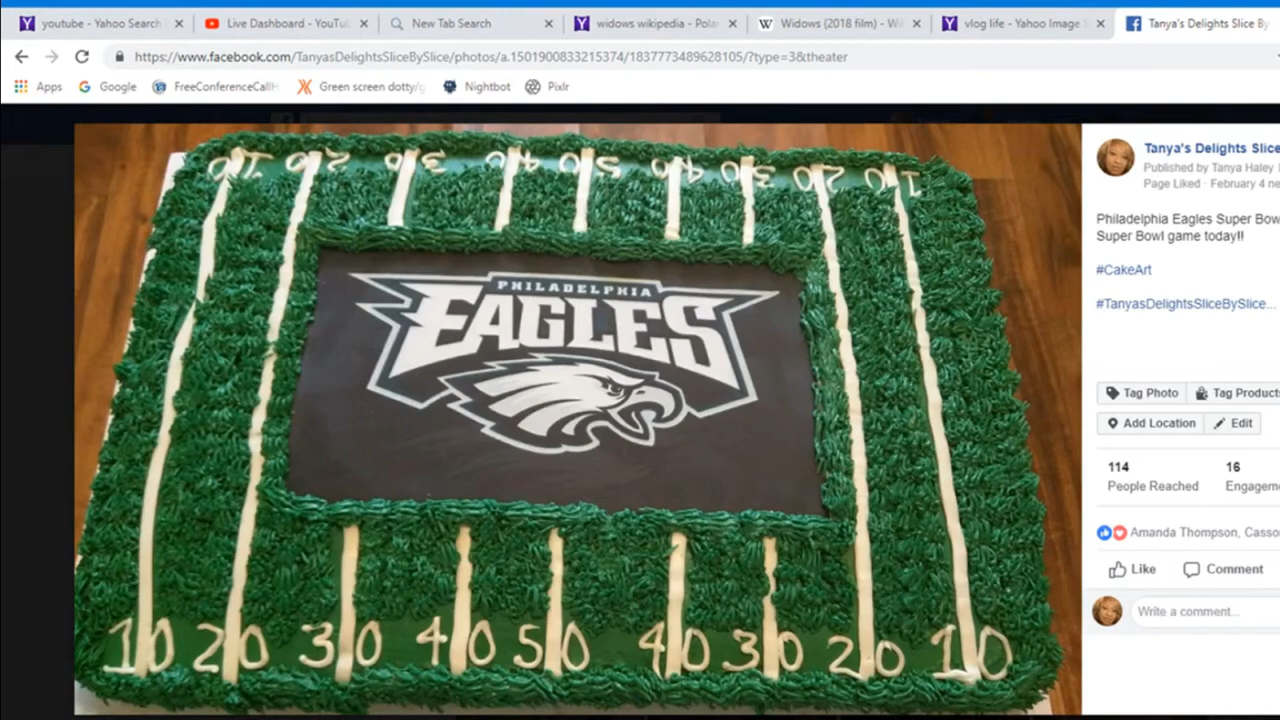 youtube - Yahoo Search
Live Dashboard - YouTu
New Tab Search
widows wikipedia - Pola
Widows (2018 film) - Wi
vlog life - Yahoo Image S
Tanya's Delights Slice By
https://www.facebook.com/TanyasDelightsSliceBySlice/photos/a.1501900833215374/1837773489628105/?type=3&theater
Apps
Google
FreeConferenceCallH
Green screen dotty/g
Nightbot
Pixlr
10 20 30 40 50 40 30 20 10
PHILADELPHIA
EAGLES
10 20 30 40 50 40 30 20 10
Tanya's Delights Slice
Published by Tanya Haley
Page Liked · February 4 ne
Philadelphia Eagles Super Bow
Super Bowl game today!!
#CakeArt
#TanyasDelightsSliceBySlice...
Tag Photo
Tag Product
Add Location
Edit
114
People Reached
16
Engagem
Amanda Thompson, Casso
Like
Comment
Write a comment...